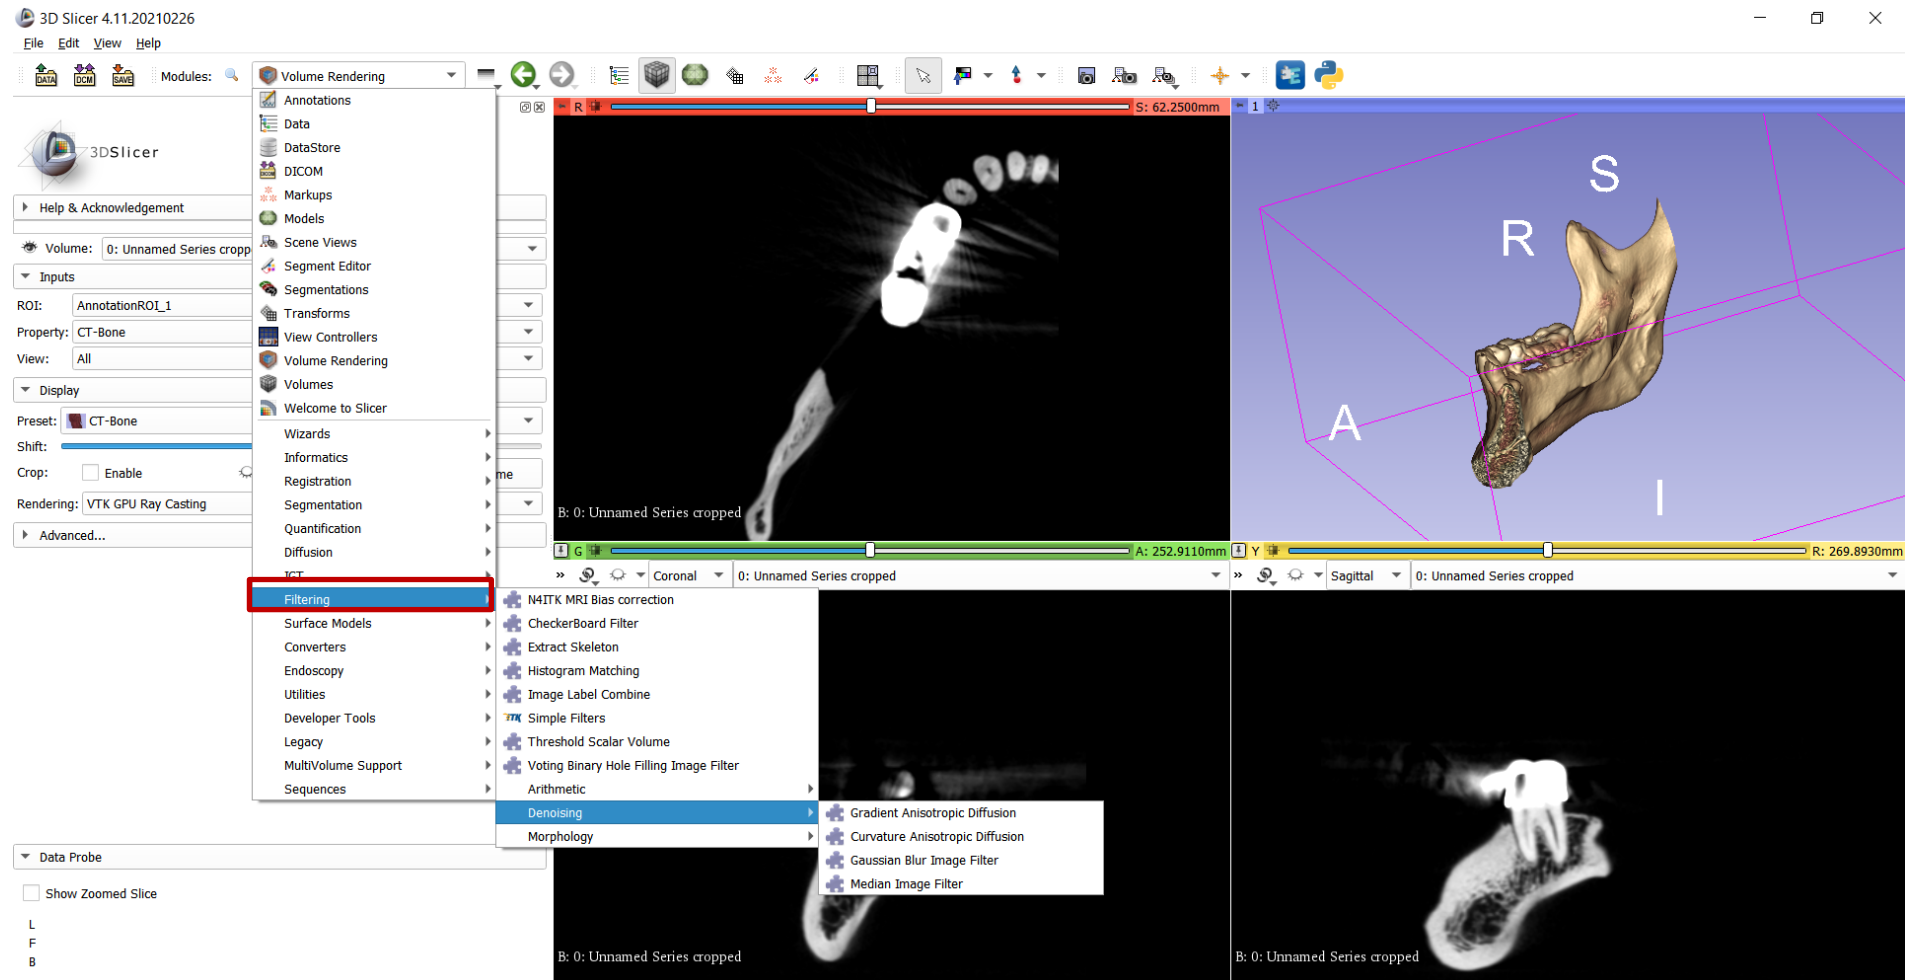 3D Slicer 4.11.20210226
File Edit View Help
DATA DCM SAVE Modules: Volume Rendering
Annotations
Data
DataStore
DICOM
Markups
Models
Scene Views
Segment Editor
Segmentations
Transforms
View Controllers
Volume Rendering
Volumes
Welcome to Slicer
Wizards
Informatics
Registration
Segmentation
Quantification
Diffusion
IGT
Filtering
Surface Models
Converters
Endoscopy
Utilities
Developer Tools
Legacy
MultiVolume Support
Sequences
N4ITK MRI Bias correction
CheckerBoard Filter
Extract Skeleton
Histogram Matching
Image Label Combine
Simple Filters
Threshold Scalar Volume
Voting Binary Hole Filling Image Filter
Arithmetic
Denoising
Morphology
Gradient Anisotropic Diffusion
Curvature Anisotropic Diffusion
Gaussian Blur Image Filter
Median Image Filter
3DSlicer
Help & Acknowledgement
Volume: 0: Unnamed Series cropp
Inputs
ROI: AnnotationROI_1
Property: CT-Bone
View: All
Display
Preset: CT-Bone
Shift:
Crop: Enable me
Rendering: VTK GPU Ray Casting
Advanced...
Data Probe
Show Zoomed Slice
L
F
B
R S: 62.2500mm
B: 0: Unnamed Series cropped
1
S
R
A
I
G A: 252.9110mm
» Coronal 0: Unnamed Series cropped
B: 0: Unnamed Series cropped
Y R: 269.8930mm
» Sagittal 0: Unnamed Series cropped
B: 0: Unnamed Series cropped